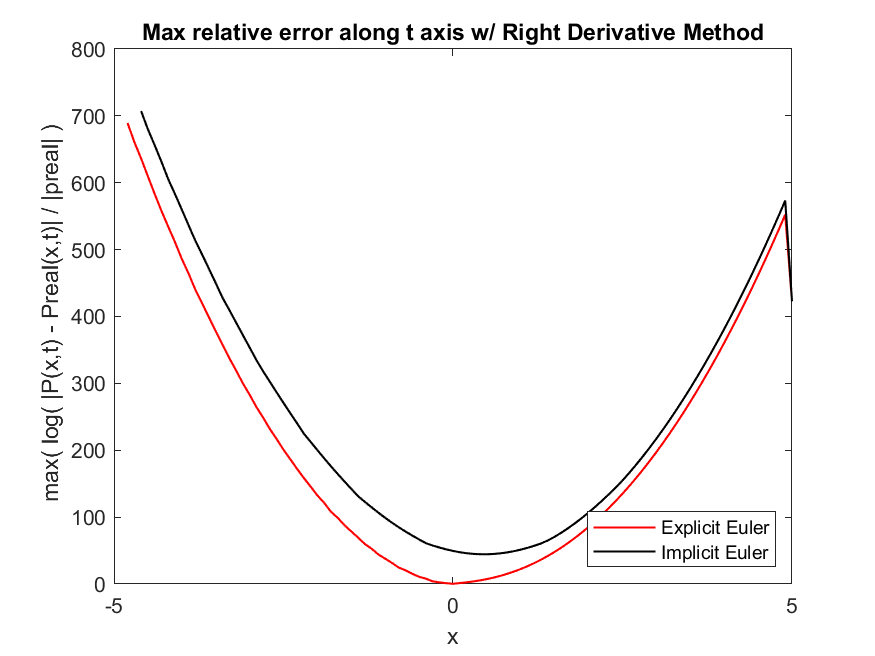 Max relative error along t axis w/ Right Derivative Method
max( log( |P(x,t) - Preal(x,t)| / |preal| )
800
700
600
500
400
300
200
100
0
-5
0
5
x
Explicit Euler
Implicit Euler